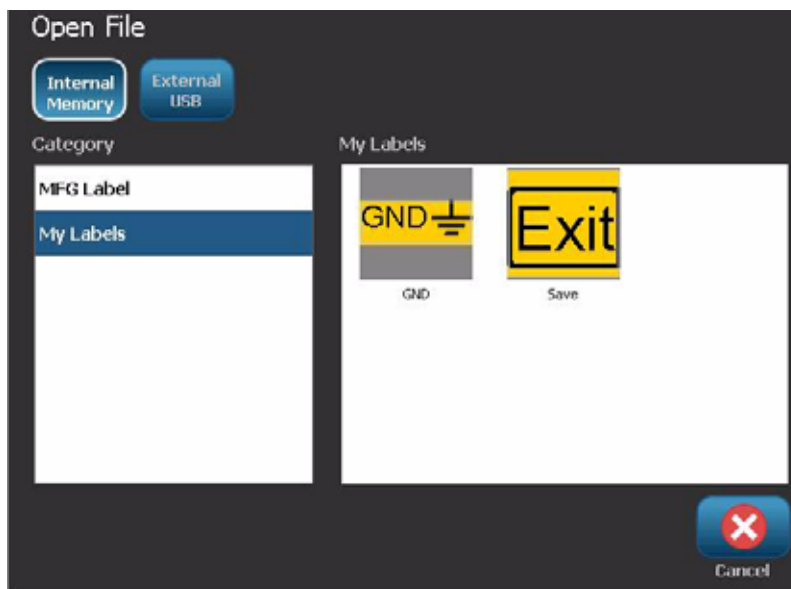 Open File
Internal
Memory
External
USB
Category
My Labels
MFG Label
My Labels
GND
Exit
GND
Save
Cancel